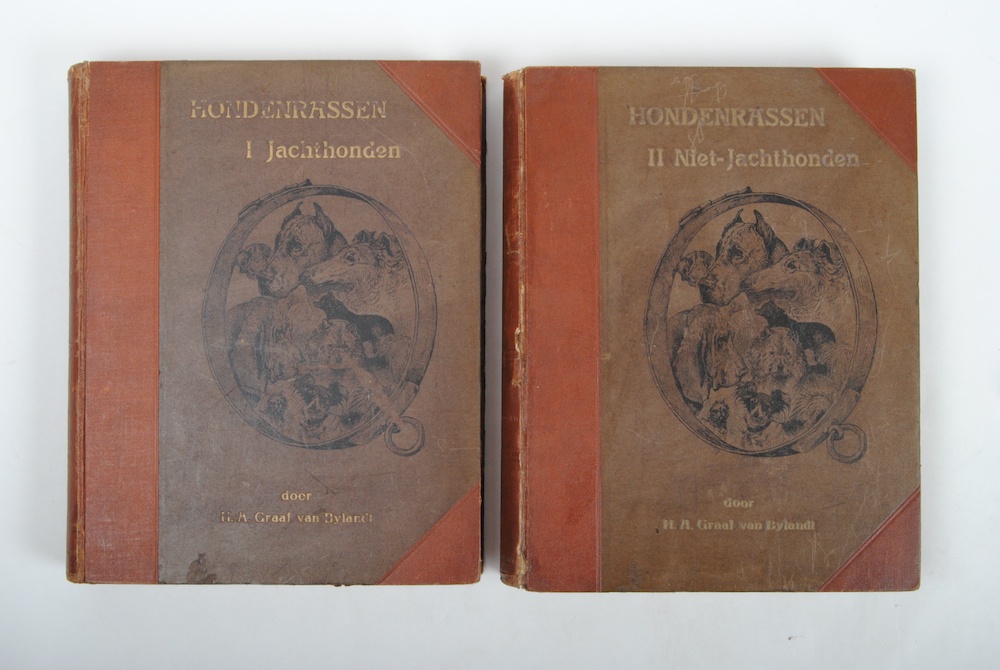 HONDENRASSEN
I Jachthonden
door
H. A. Graaf van Bylandt
HONDENRASSEN
II Niet-Jachthonden
door
H. A. Graaf van Bylandt